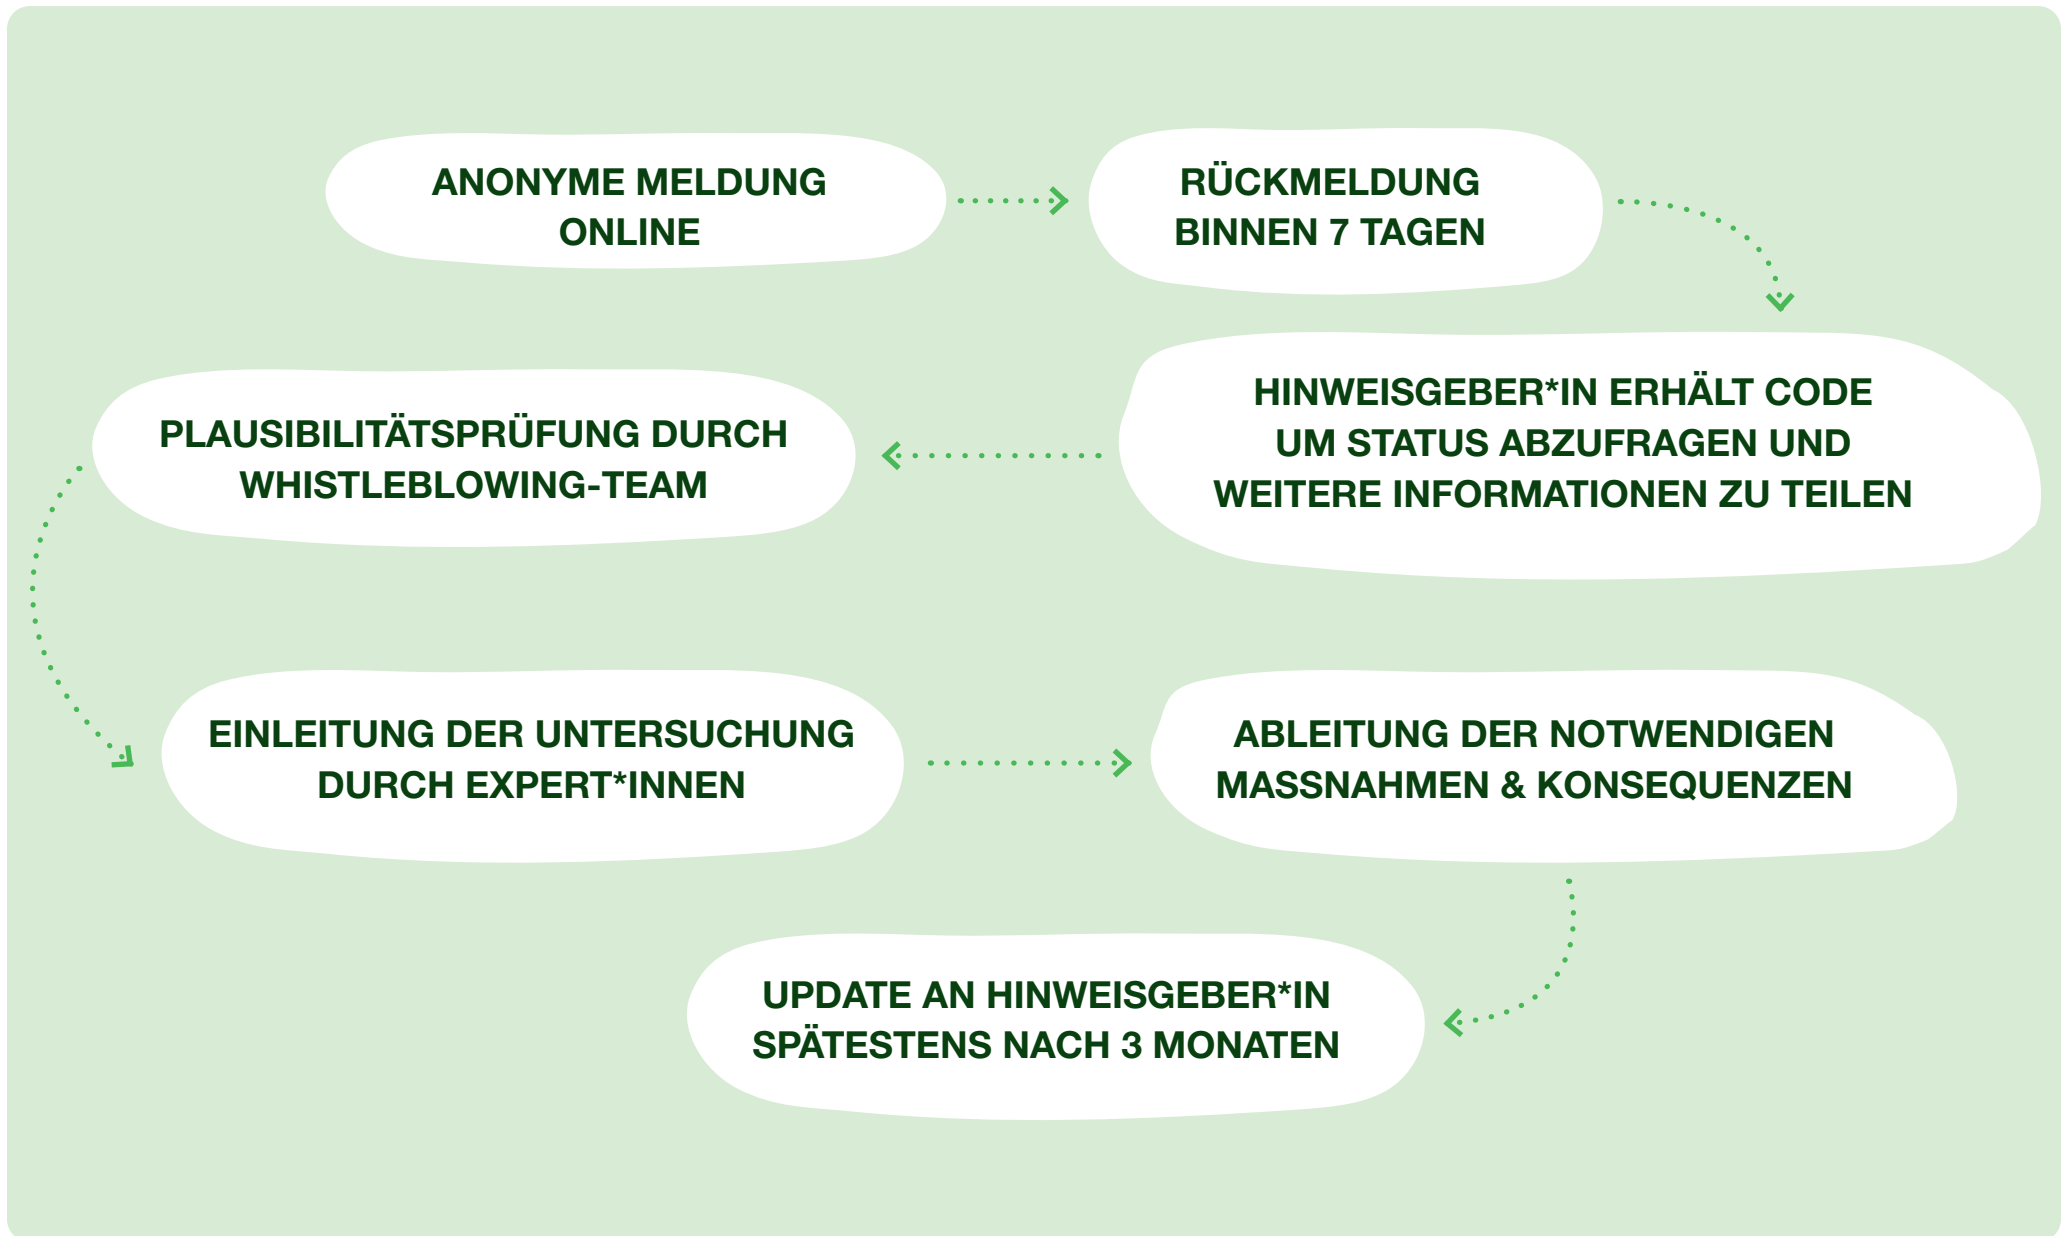 ANONYME MELDUNG
ONLINE
RÜCKMELDUNG
BINNEN 7 TAGEN
HINWEISGEBER*IN ERHÄLT CODE
UM STATUS ABZUFRAGEN UND
WEITERE INFORMATIONEN ZU TEILEN
PLAUSIBILITÄTSPRÜFUNG DURCH
WHISTLEBLOWING-TEAM
EINLEITUNG DER UNTERSUCHUNG
DURCH EXPERT*INNEN
ABLEITUNG DER NOTWENDIGEN
MASSNAHMEN & KONSEQUENZEN
UPDATE AN HINWEISGEBER*IN
SPÄTESTENS NACH 3 MONATEN